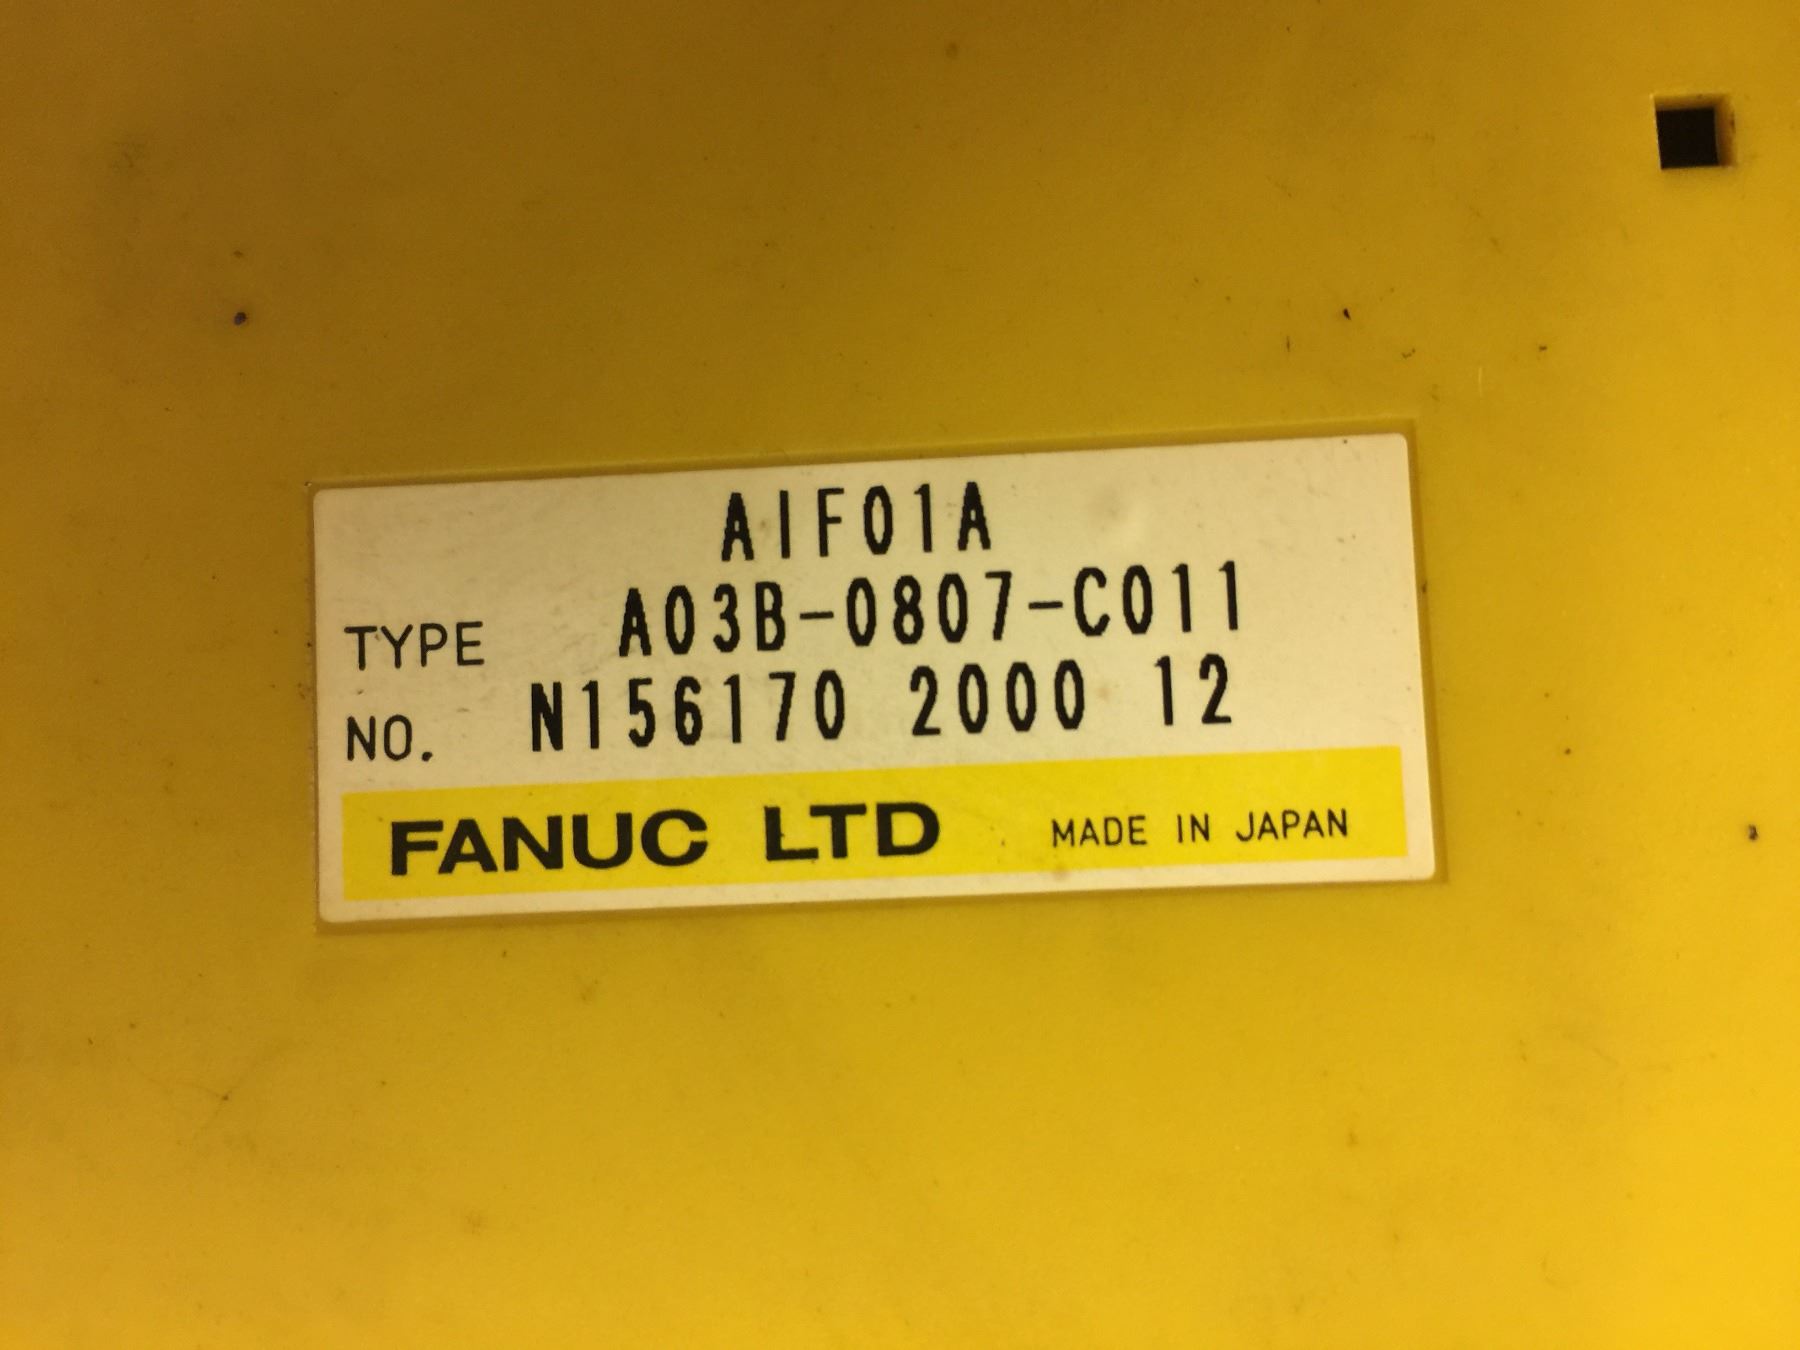 AIF01A
TYPE A03B-0807-C011
NO. N156170 2000 12
FANUC LTD MADE IN JAPAN